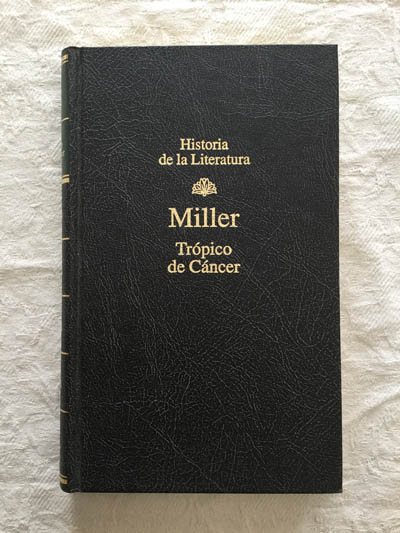 Historia
de la Literatura
Miller
Trópico
de Cáncer